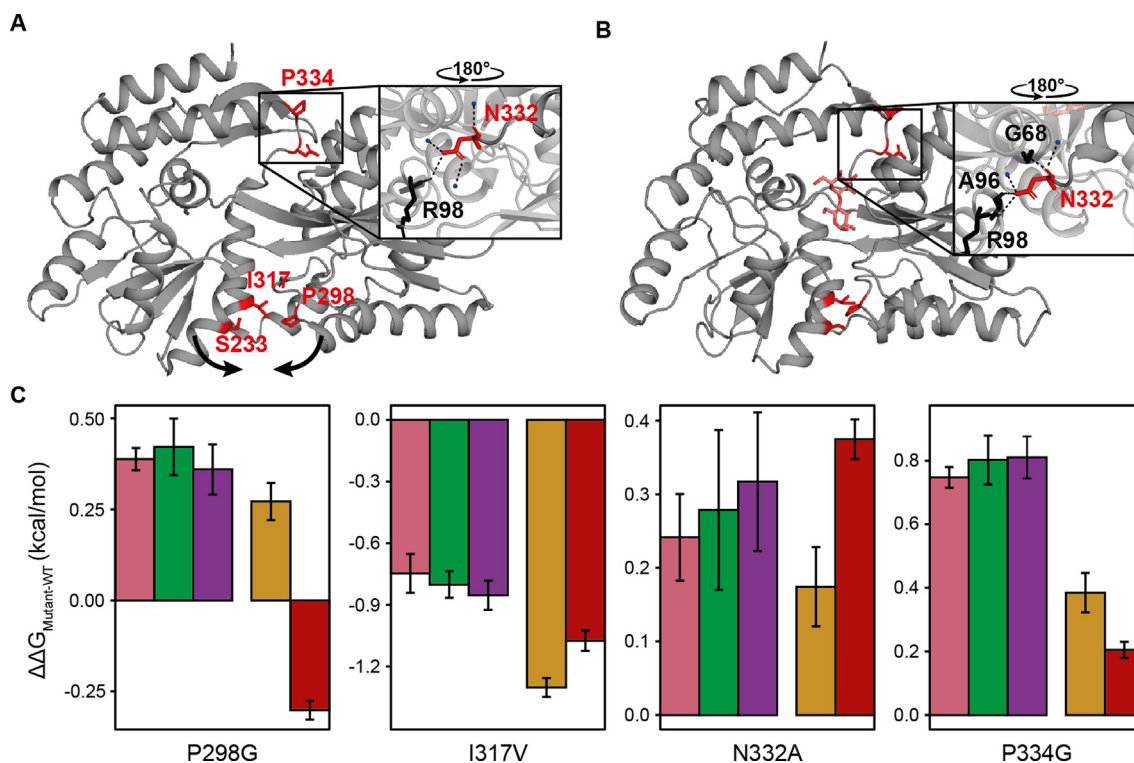 A
P334
180°
N332
R98
I317
P298
S233
B
180°
G68
A96
N332
R98
C
ΔΔG Mutant-WT (kcal/mol)
0.50
0.25
0.00
-0.25
P298G
0.0
-0.3
-0.6
-0.9
-1.2
I317V
0.4
0.3
0.2
0.1
0.0
N332A
0.8
0.6
0.4
0.2
0.0
P334G